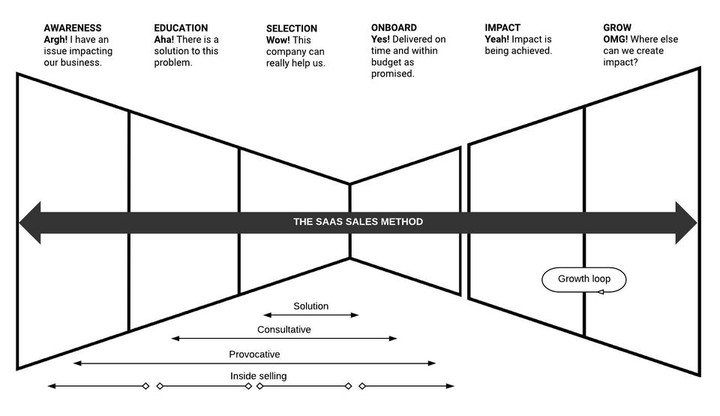 AWARENESS
Argh! I have an
issue impacting
our business.
EDUCATION
Aha! There is a
solution to this
problem.
SELECTION
Wow! This
company can
really help us.
ONBOARD
Yes! Delivered on
time and within
budget as
promised.
IMPACT
Yeah! Impact is
being achieved.
GROW
OMG! Where else
can we create
impact?
THE SAAS SALES METHOD
Growth loop
Solution
Consultative
Provocative
Inside selling